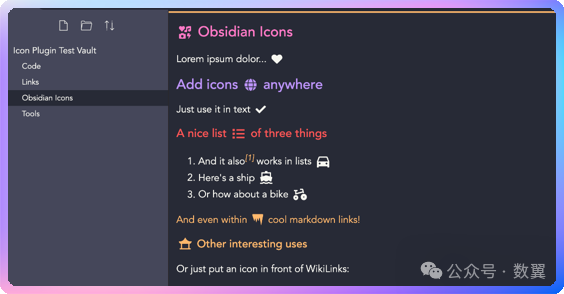 Icon Plugin Test Vault
Code
Links
Obsidian Icons
Tools
Obsidian Icons
Lorem ipsum dolor...
Add icons anywhere
Just use it in text
A nice list of three things
1. And it also[1] works in lists
2. Here's a ship
3. Or how about a bike
And even within cool markdown links!
Other interesting uses
Or just put an icon in front of WikiLinks:
公众号 · 数翼